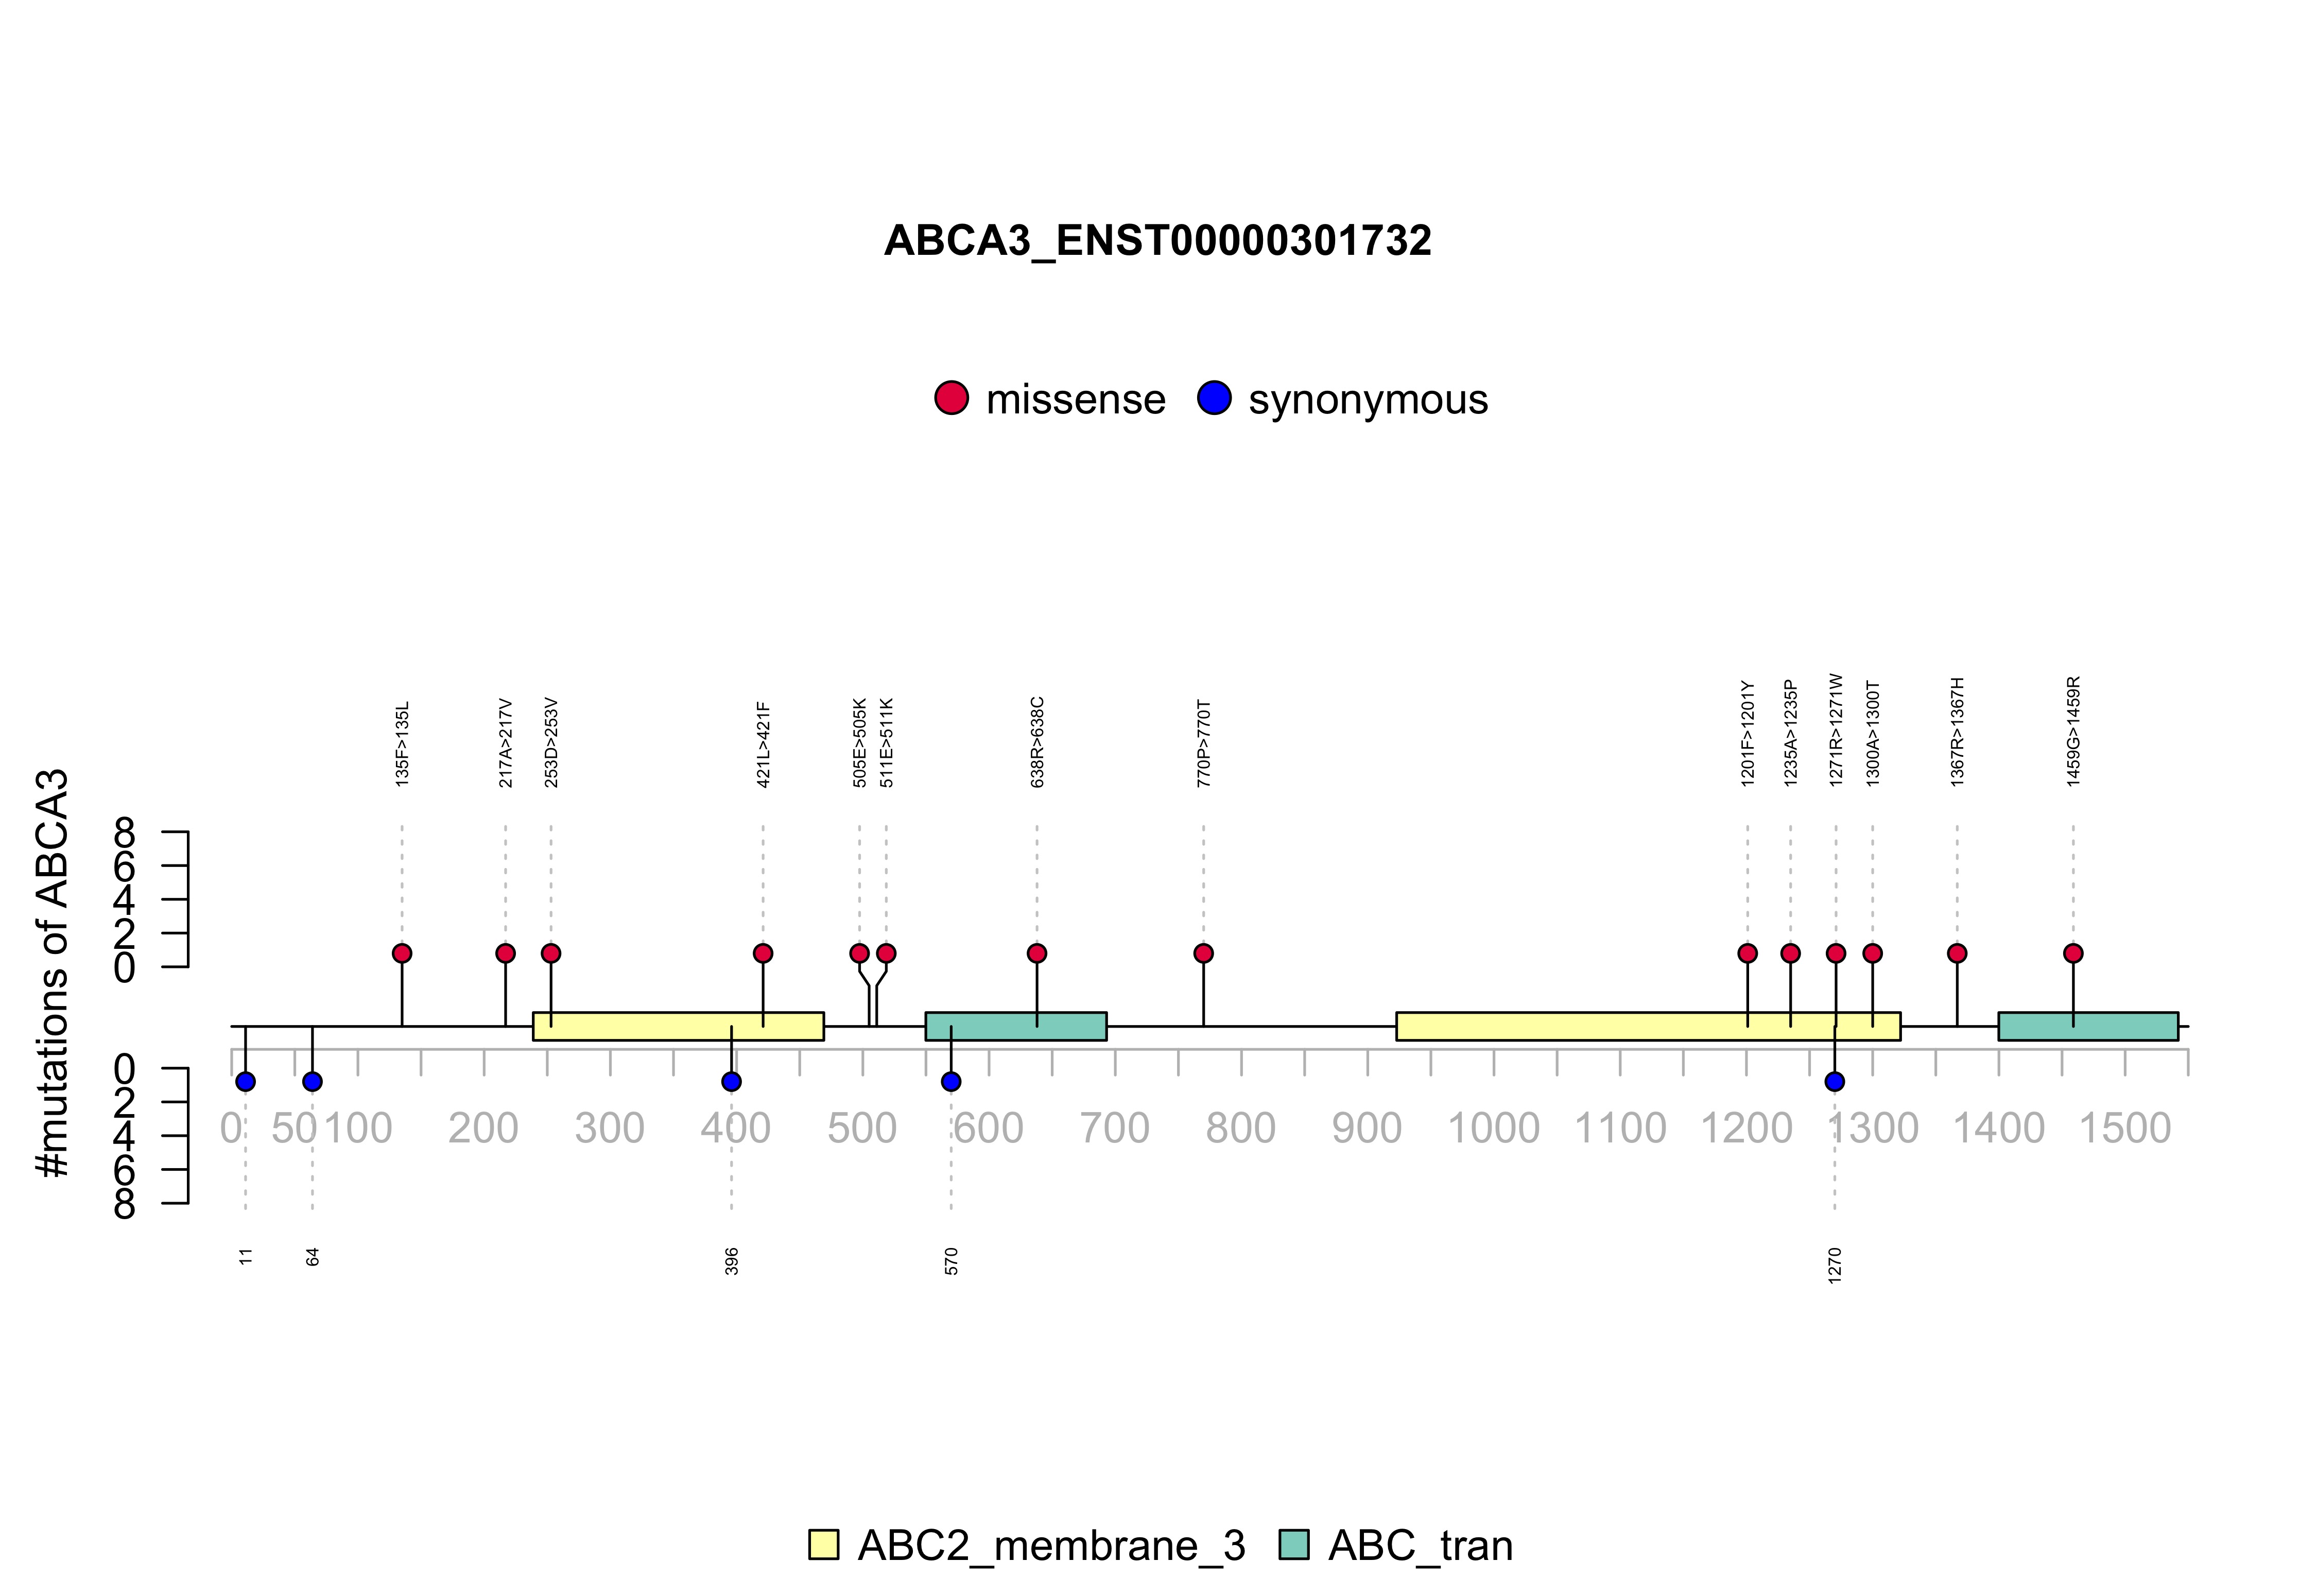 ABCA3_ENST00000301732
missense synonymous
135F>135L
217A>217V
253D>253V
421L>421F
505E>505K
511E>511K
638R>638C
770P>770T
1201F>1201Y
1235A>1235P
1271R>1271W
1300A>1300T
1367R>1367H
1459G>1459R
#mutations of ABCA3
8
6
4
2
0
0
2
4
6
8
0 50 100 200 300 400 500 600 700 800 900 1000 1100 1200 1300 1400 1500
11
64
396
570
1270
ABC2_membrane_3 ABC_tran